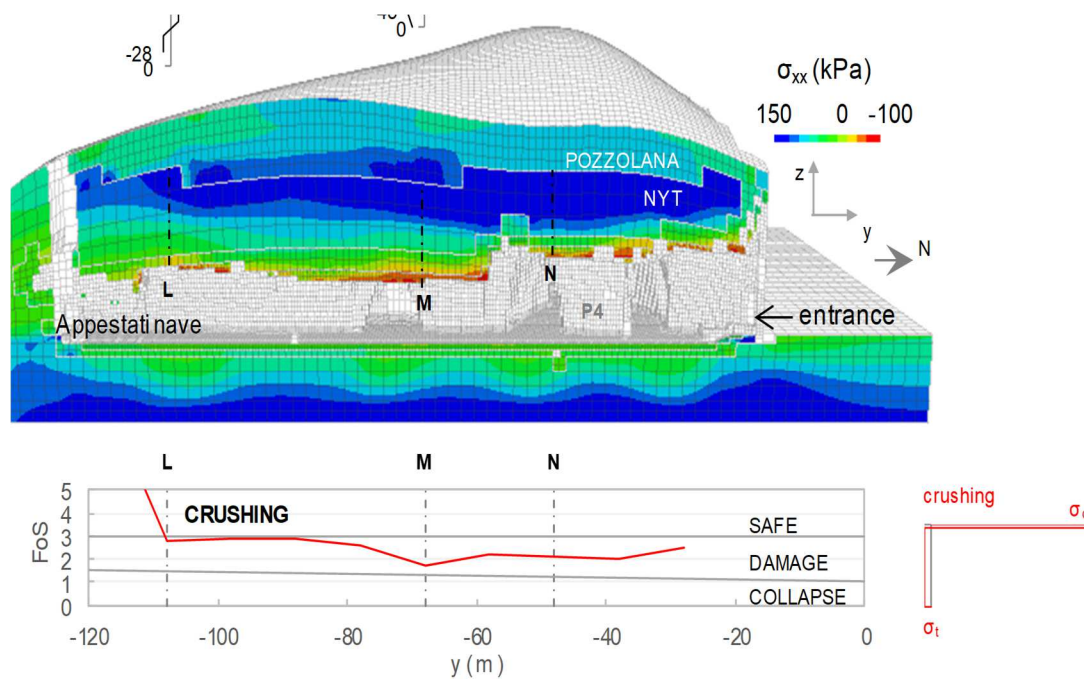 -28
0
0
σxx (kPa)
150 0 -100
POZZOLANA
NYT
z
y
N
L
M
N
P4
Appestati nave
entrance
L M N
5
4
3
2
1
0
FoS
CRUSHING
SAFE
DAMAGE
COLLAPSE
-120 -100 -80 -60 -40 -20 0
y (m)
crushing
σt